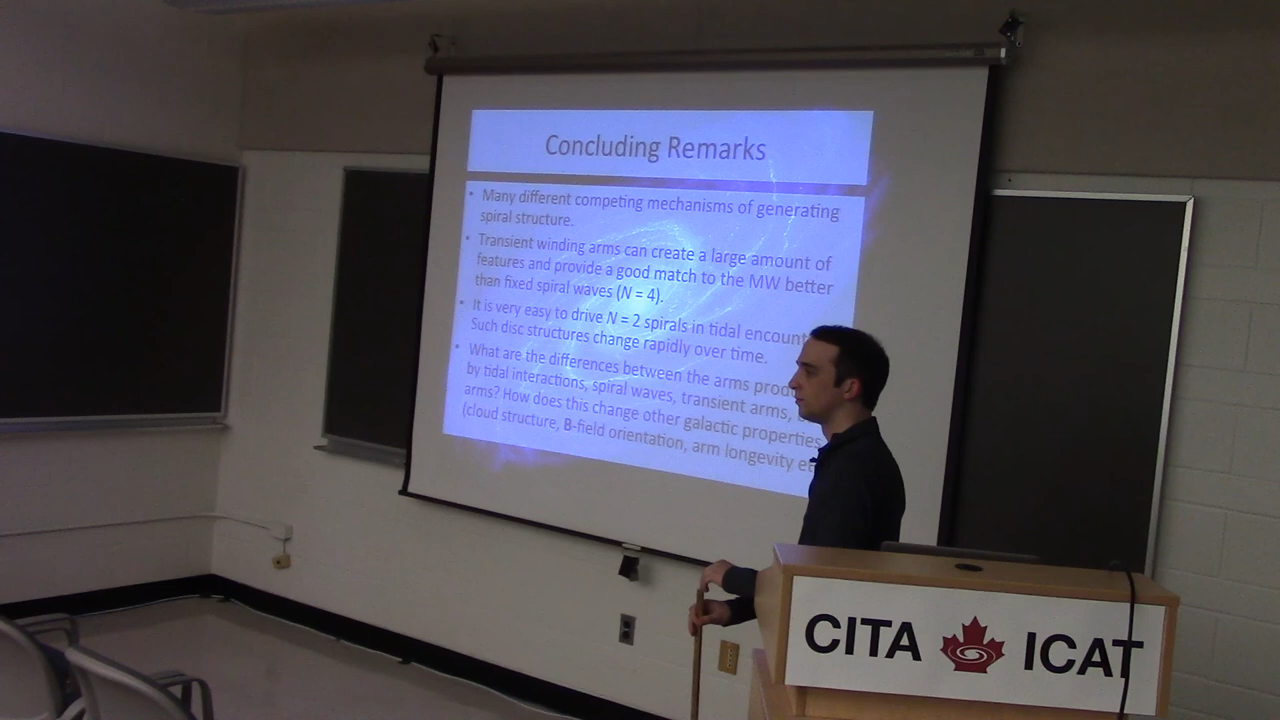 Concluding Remarks
• Many different competing mechanisms of generating
spiral structure.
• Transient winding arms can create a large amount of
features and provide a good match to the MW better
than fixed spiral waves (N = 4).
• It is very easy to drive N = 2 spirals in tidal encount
Such disc structures change rapidly over time.
• What are the differences between the arms prod
by tidal interactions, spiral waves, transient arms,
arms? How does this change other galactic properties
(cloud structure, B-field orientation, arm longevity et
CITA ICAT